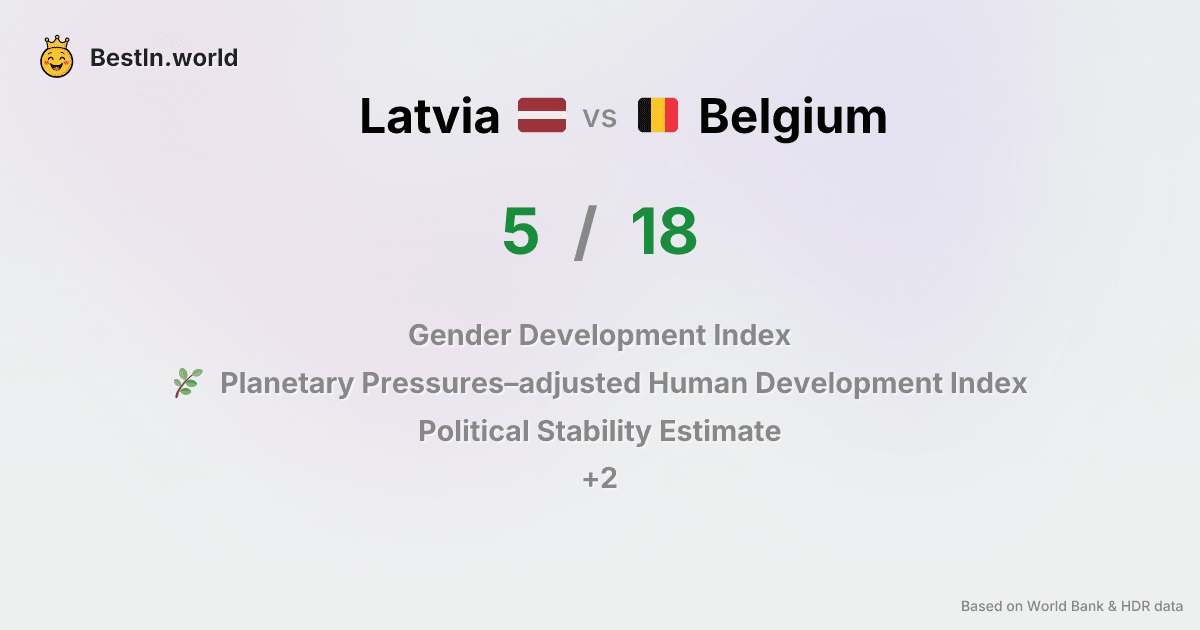 BestIn.world
Latvia vs Belgium
5 / 18
Gender Development Index
Planetary Pressures–adjusted Human Development Index
Political Stability Estimate
+2
Based on World Bank & HDR data